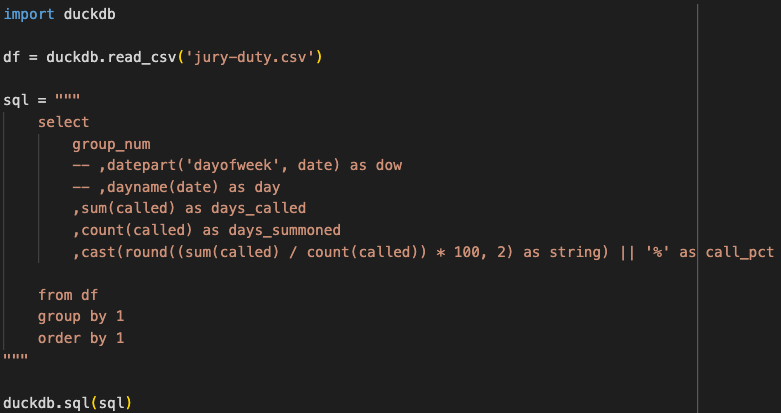 import duckdb
df = duckdb.read_csv('jury-duty.csv')
sql = """
select
group_num
-- ,datepart('dayofweek', date) as dow
-- ,dayname(date) as day
,sum(called) as days_called
,count(called) as days_summoned
,cast(round((sum(called) / count(called)) * 100, 2) as string) || '%' as call_pct
from df
group by 1
order by 1
"""
duckdb.sql(sql)